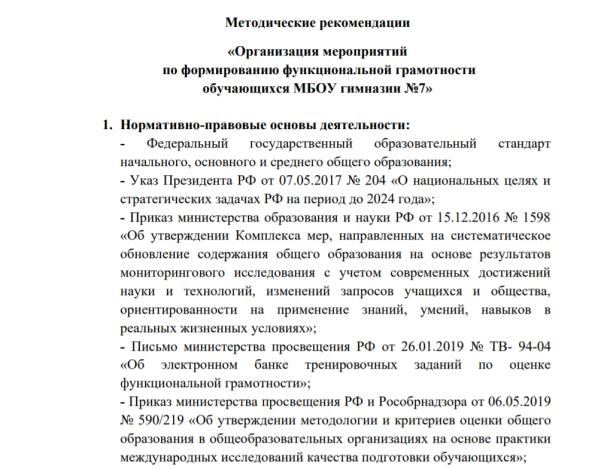 Методические рекомендации
«Организация мероприятий
по формированию функциональной грамотности
обучающихся МБОУ гимназии №7»
1. Нормативно-правовые основы деятельности:
- Федеральный государственный образовательный стандарт
начального, основного и среднего общего образования;
- Указ Президента РФ от 07.05.2017 № 204 «О национальных целях и
стратегических задачах РФ на период до 2024 года»;
- Приказ министерства образования и науки РФ от 15.12.2016 № 1598
«Об утверждении Комплекса мер, направленных на систематическое
обновление содержания общего образования на основе результатов
мониторингового исследования с учетом современных достижений
науки и технологий, изменений запросов учащихся и общества,
ориентированности на применение знаний, умений, навыков в
реальных жизненных условиях»;
- Письмо министерства просвещения РФ от 26.01.2019 № ТВ- 94-04
«Об электронном банке тренировочных заданий по оценке
функциональной грамотности»;
- Приказ министерства просвещения РФ и Рособрнадзора от 06.05.2019
№ 590/219 «Об утверждении методологии и критериев оценки общего
образования в общеобразовательных организациях на основе практики
международных исследований качества подготовки обучающихся»;